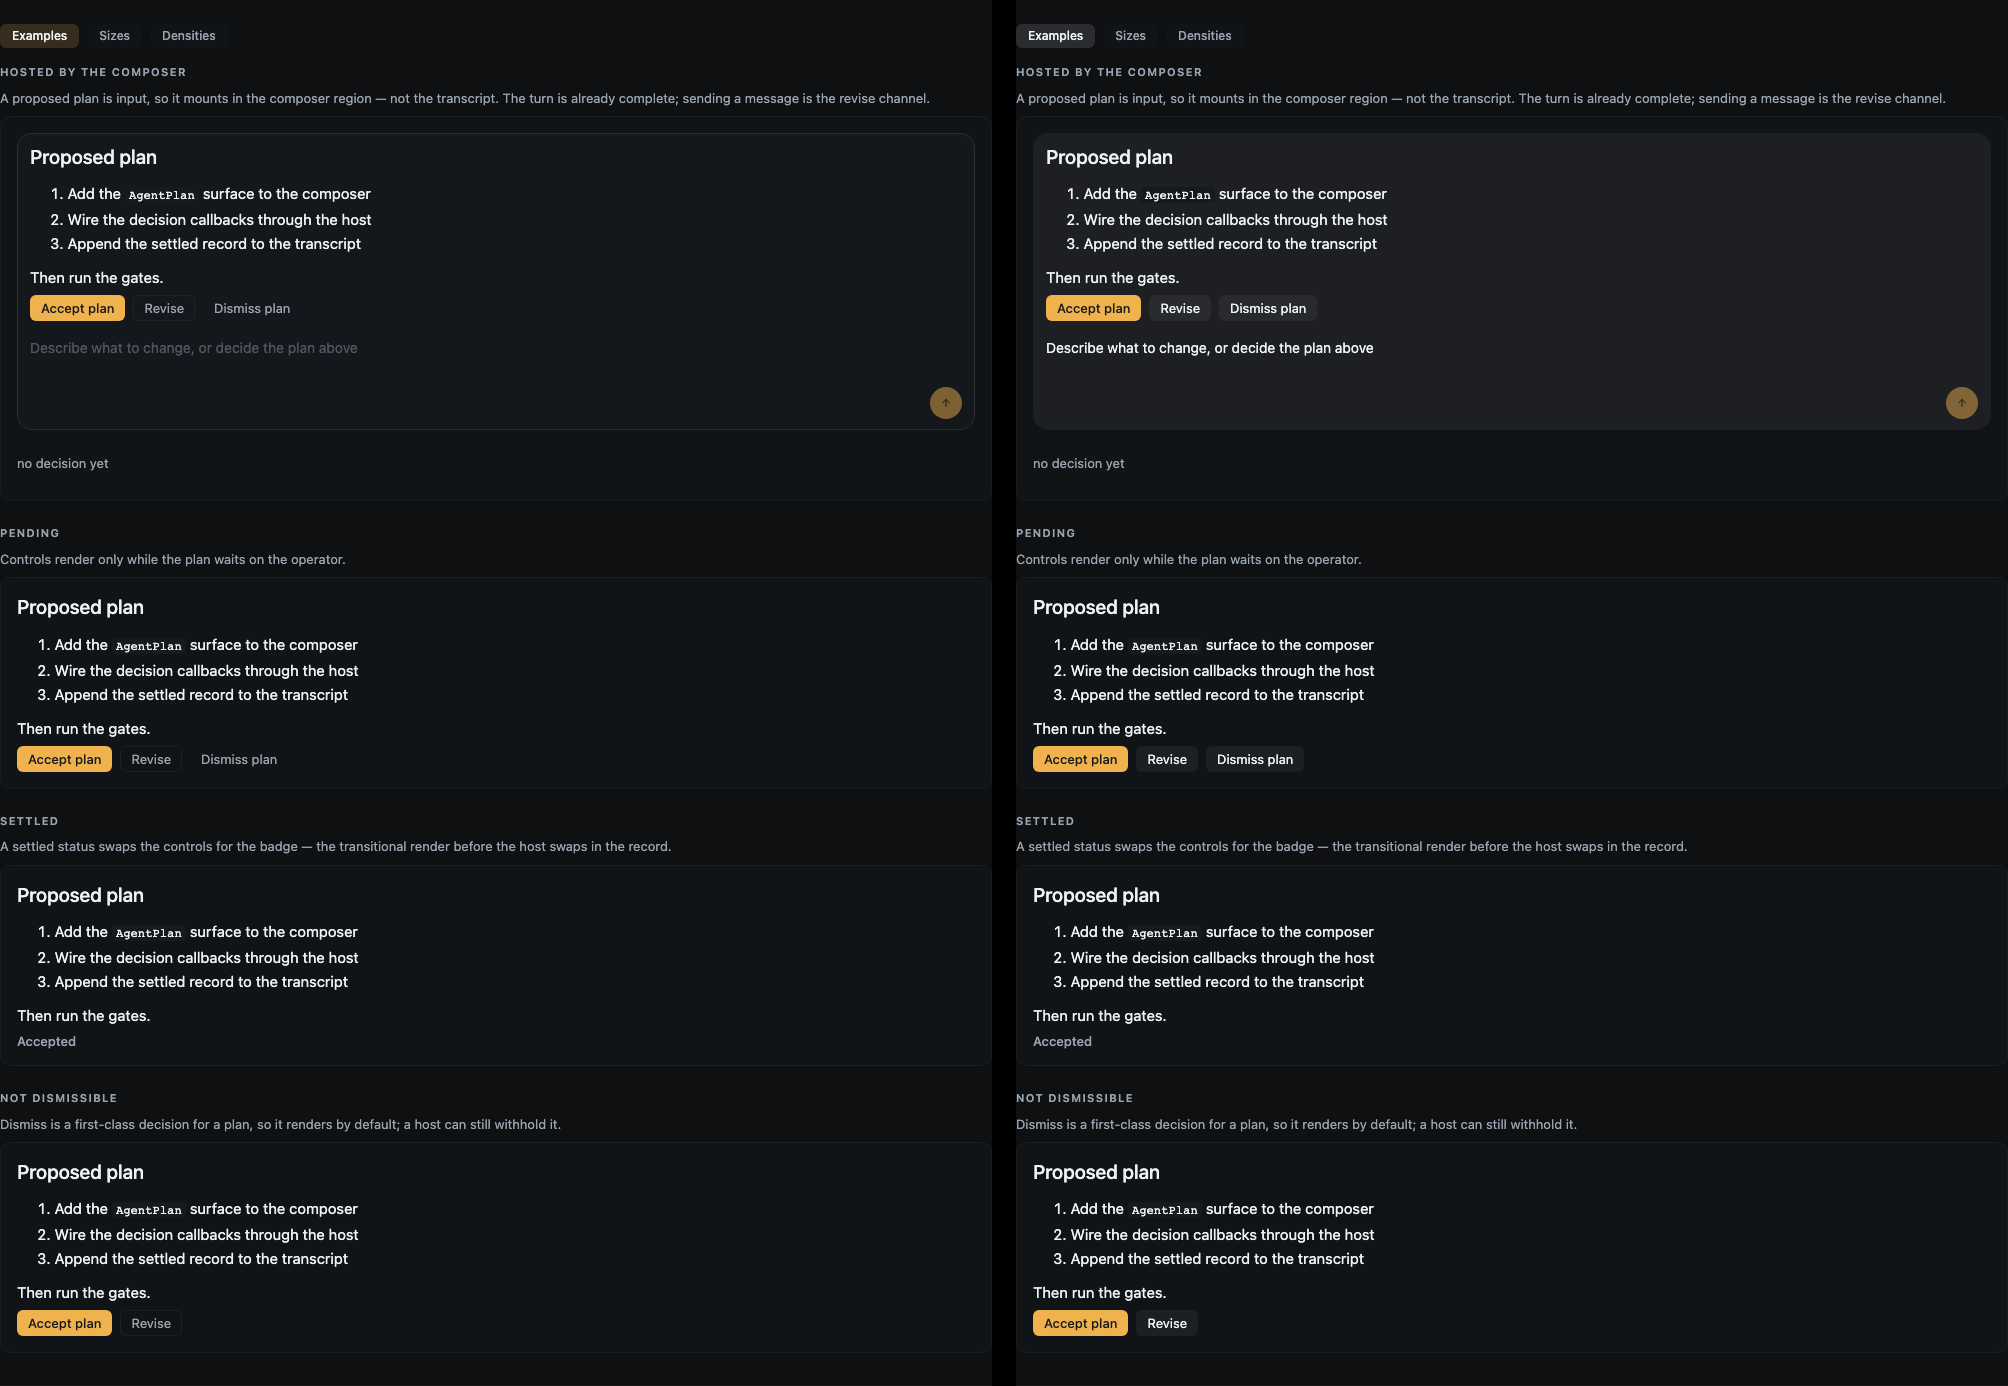 Examples Sizes Densities
HOSTED BY THE COMPOSER
A proposed plan is input, so it mounts in the composer region — not the transcript. The turn is already complete; sending a message is the revise channel.
Proposed plan
1. Add the AgentPlan surface to the composer
2. Wire the decision callbacks through the host
3. Append the settled record to the transcript
Then run the gates.
Accept plan Revise Dismiss plan
Describe what to change, or decide the plan above
no decision yet
PENDING
Controls render only while the plan waits on the operator.
Proposed plan
1. Add the AgentPlan surface to the composer
2. Wire the decision callbacks through the host
3. Append the settled record to the transcript
Then run the gates.
Accept plan Revise Dismiss plan
SETTLED
A settled status swaps the controls for the badge — the transitional render before the host swaps in the record.
Proposed plan
1. Add the AgentPlan surface to the composer
2. Wire the decision callbacks through the host
3. Append the settled record to the transcript
Then run the gates.
Accepted
NOT DISMISSIBLE
Dismiss is a first-class decision for a plan, so it renders by default; a host can still withhold it.
Proposed plan
1. Add the AgentPlan surface to the composer
2. Wire the decision callbacks through the host
3. Append the settled record to the transcript
Then run the gates.
Accept plan Revise
Examples Sizes Densities
HOSTED BY THE COMPOSER
A proposed plan is input, so it mounts in the composer region — not the transcript. The turn is already complete; sending a message is the revise channel.
Proposed plan
1. Add the AgentPlan surface to the composer
2. Wire the decision callbacks through the host
3. Append the settled record to the transcript
Then run the gates.
Accept plan Revise Dismiss plan
Describe what to change, or decide the plan above
no decision yet
PENDING
Controls render only while the plan waits on the operator.
Proposed plan
1. Add the AgentPlan surface to the composer
2. Wire the decision callbacks through the host
3. Append the settled record to the transcript
Then run the gates.
Accept plan Revise Dismiss plan
SETTLED
A settled status swaps the controls for the badge — the transitional render before the host swaps in the record.
Proposed plan
1. Add the AgentPlan surface to the composer
2. Wire the decision callbacks through the host
3. Append the settled record to the transcript
Then run the gates.
Accepted
NOT DISMISSIBLE
Dismiss is a first-class decision for a plan, so it renders by default; a host can still withhold it.
Proposed plan
1. Add the AgentPlan surface to the composer
2. Wire the decision callbacks through the host
3. Append the settled record to the transcript
Then run the gates.
Accept plan Revise